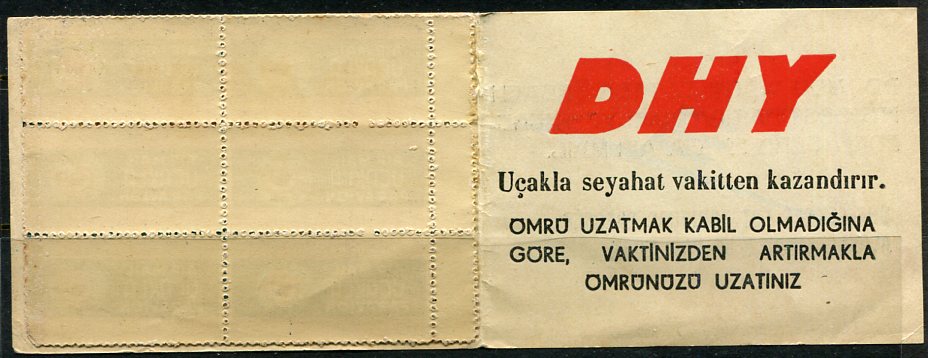 DHY
Uçakla seyahat vakitten kazandırır.
ÖMRÜ UZATMAK KABİL OLMADIĞINA
GÖRE, VAKTİNİZDEN ARTIRMAKLA
ÖMRÜNÜZÜ UZATINIZ